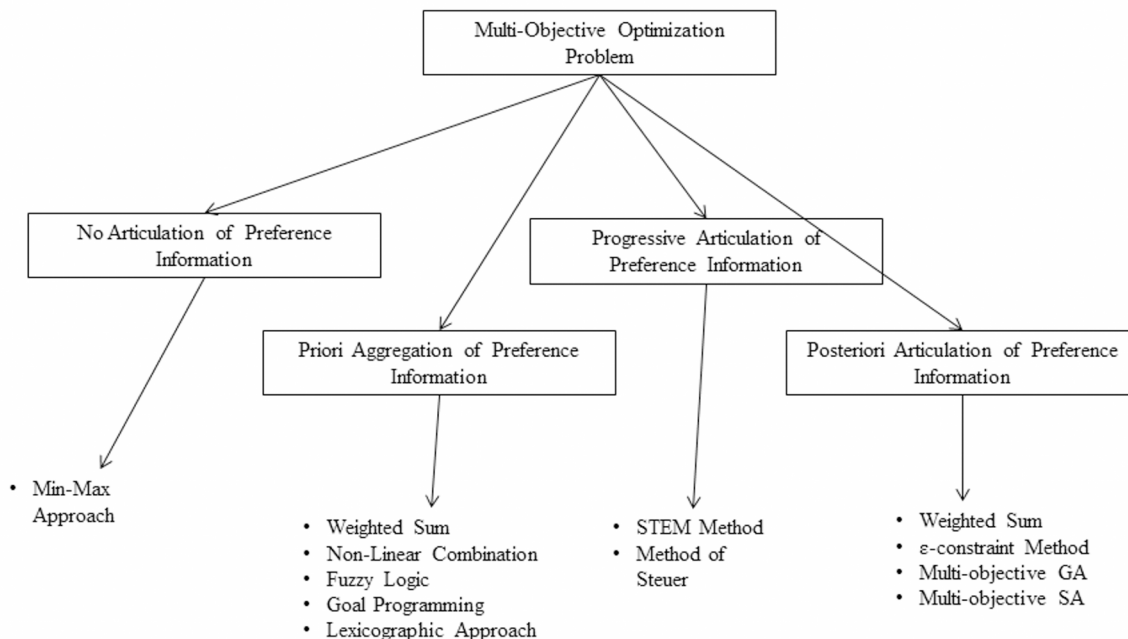 Multi-Objective Optimization
Problem
No Articulation of Preference
Information
Progressive Articulation of
Preference Information
Priori Aggregation of Preference
Information
Posteriori Articulation of Preference
Information
• Min-Max
Approach
• Weighted Sum
• Non-Linear Combination
• Fuzzy Logic
• Goal Programming
• Lexicographic Approach
• STEM Method
• Method of
Steuer
• Weighted Sum
• ε-constraint Method
• Multi-objective GA
• Multi-objective SA